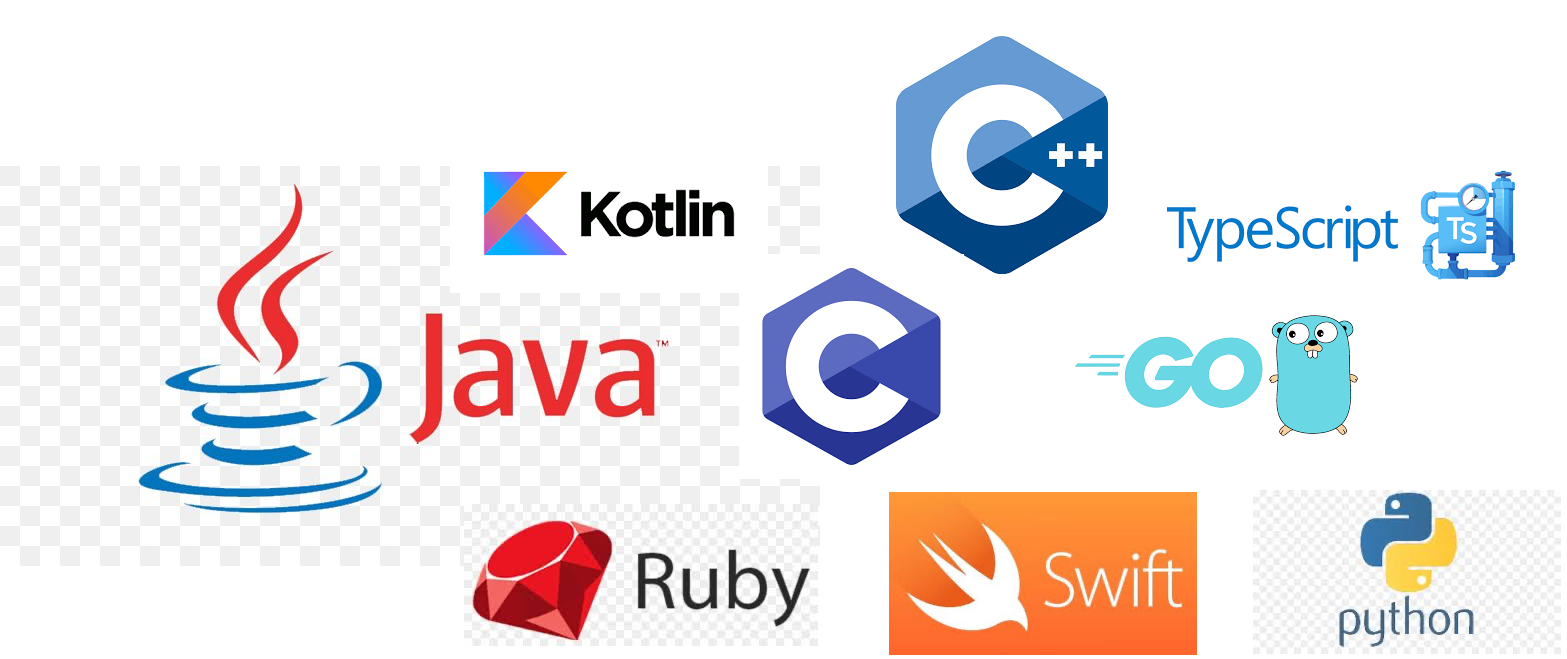 Kotlin
C++
TypeScript
TS
Java™
C
GO
Ruby
Swift
python